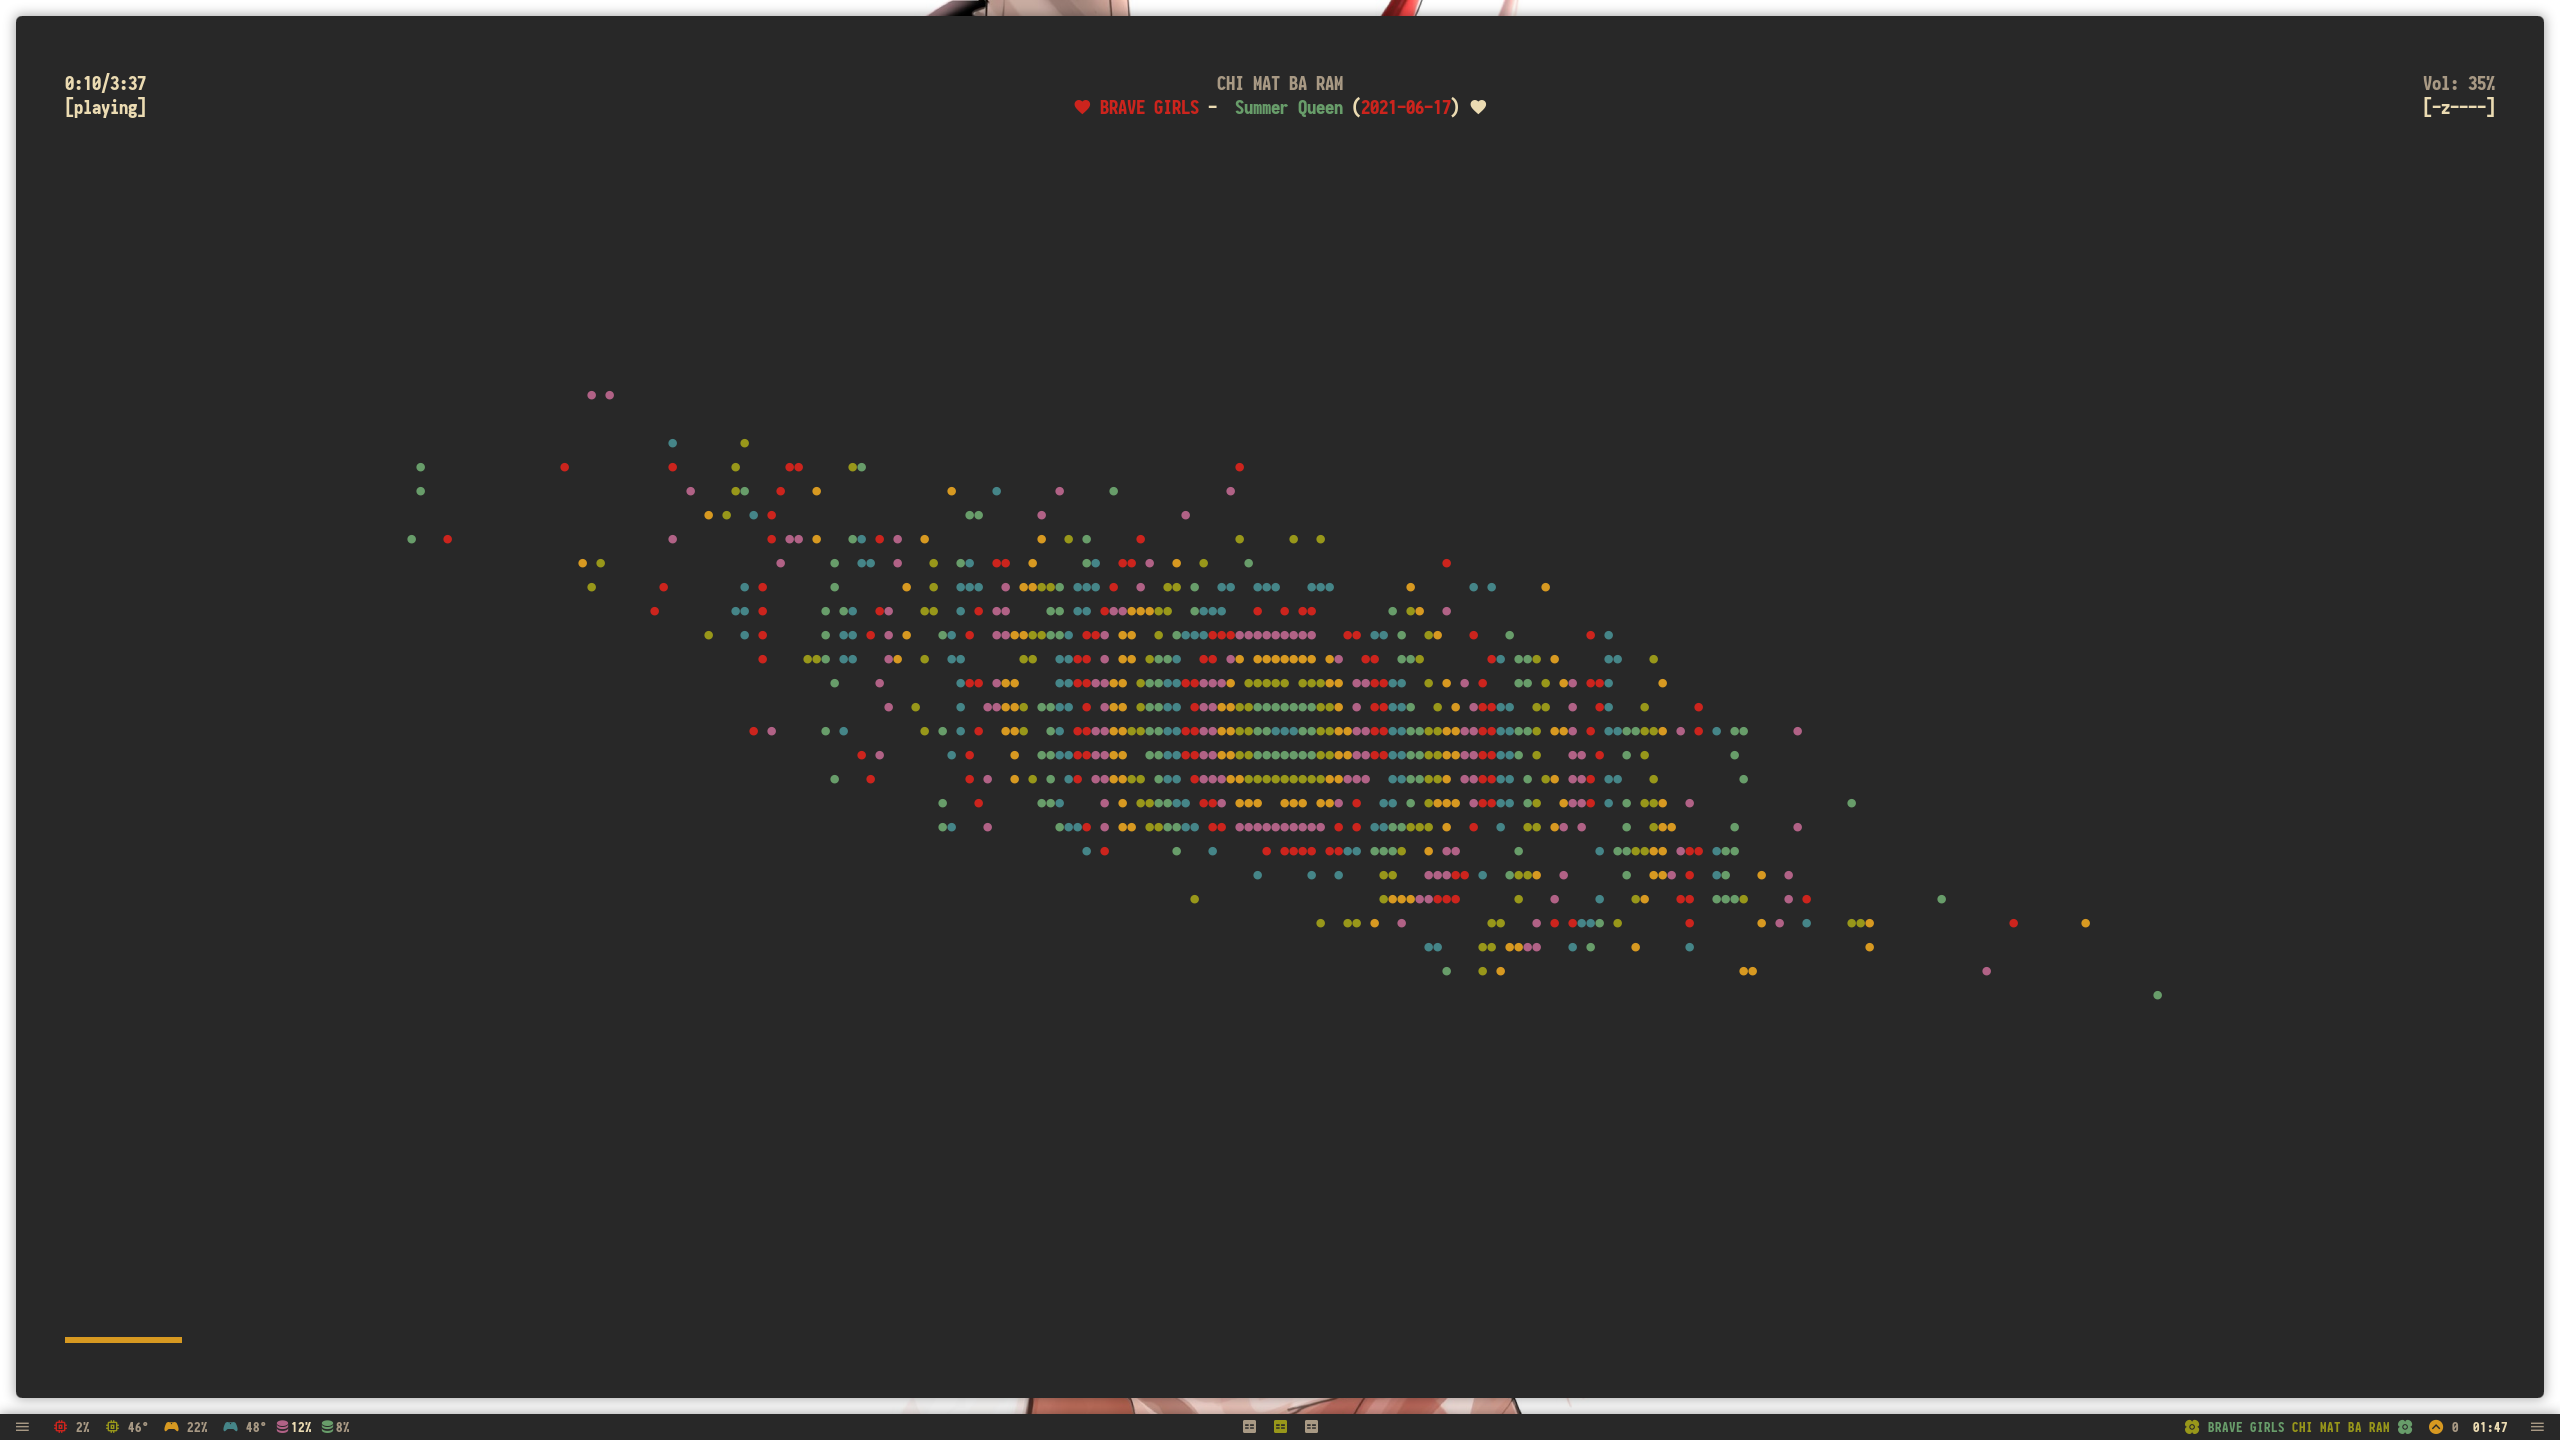 0:10/3:37
[playing]
CHI MAT BA RAM
BRAVE GIRLS - Summer Queen (2021-06-17)
Vol: 35%
[-z----]
2% 46° 22% 48° 12% 8%
BRAVE GIRLS CHI MAT BA RAM 0 01:47